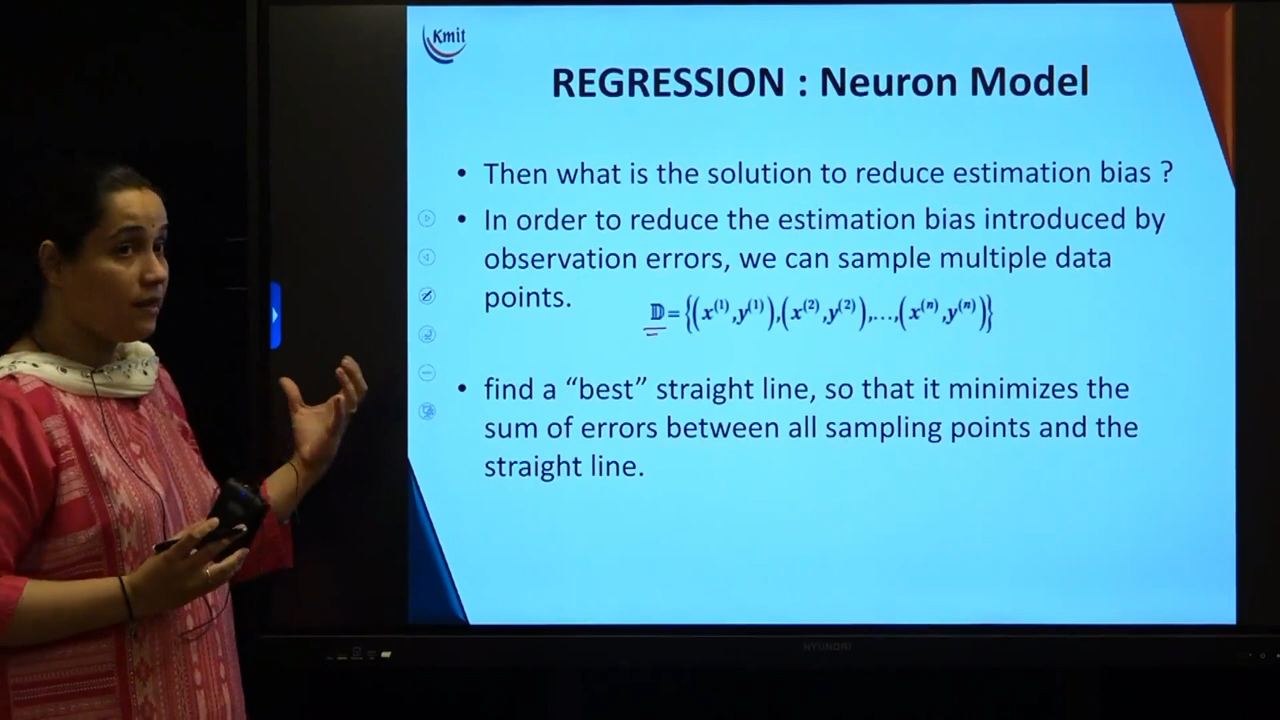 Kmit
REGRESSION : Neuron Model
• Then what is the solution to reduce estimation bias ?
• In order to reduce the estimation bias introduced by
observation errors, we can sample multiple data
points.
𝔻 = {(x⁽¹⁾,y⁽¹⁾),(x⁽²⁾,y⁽²⁾),...,(x⁽ⁿ⁾,y⁽ⁿ⁾)}
• find a “best” straight line, so that it minimizes the
sum of errors between all sampling points and the
straight line.
HYUNDRI